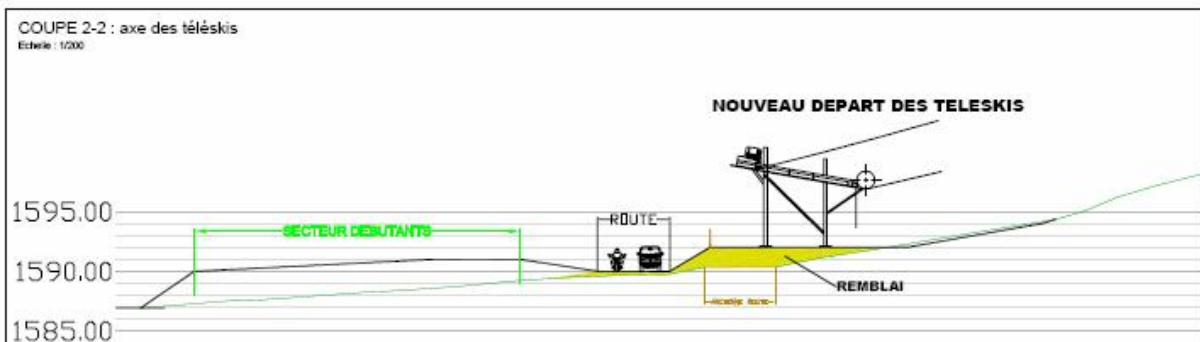 COUPE 2-2 : axe des téléskis
Echelle : 1/200
NOUVEAU DEPART DES TELESKIS
1595.00
ROUTE
SECTEUR DEBUTANTS
1590.00
REMBLAI
1585.00